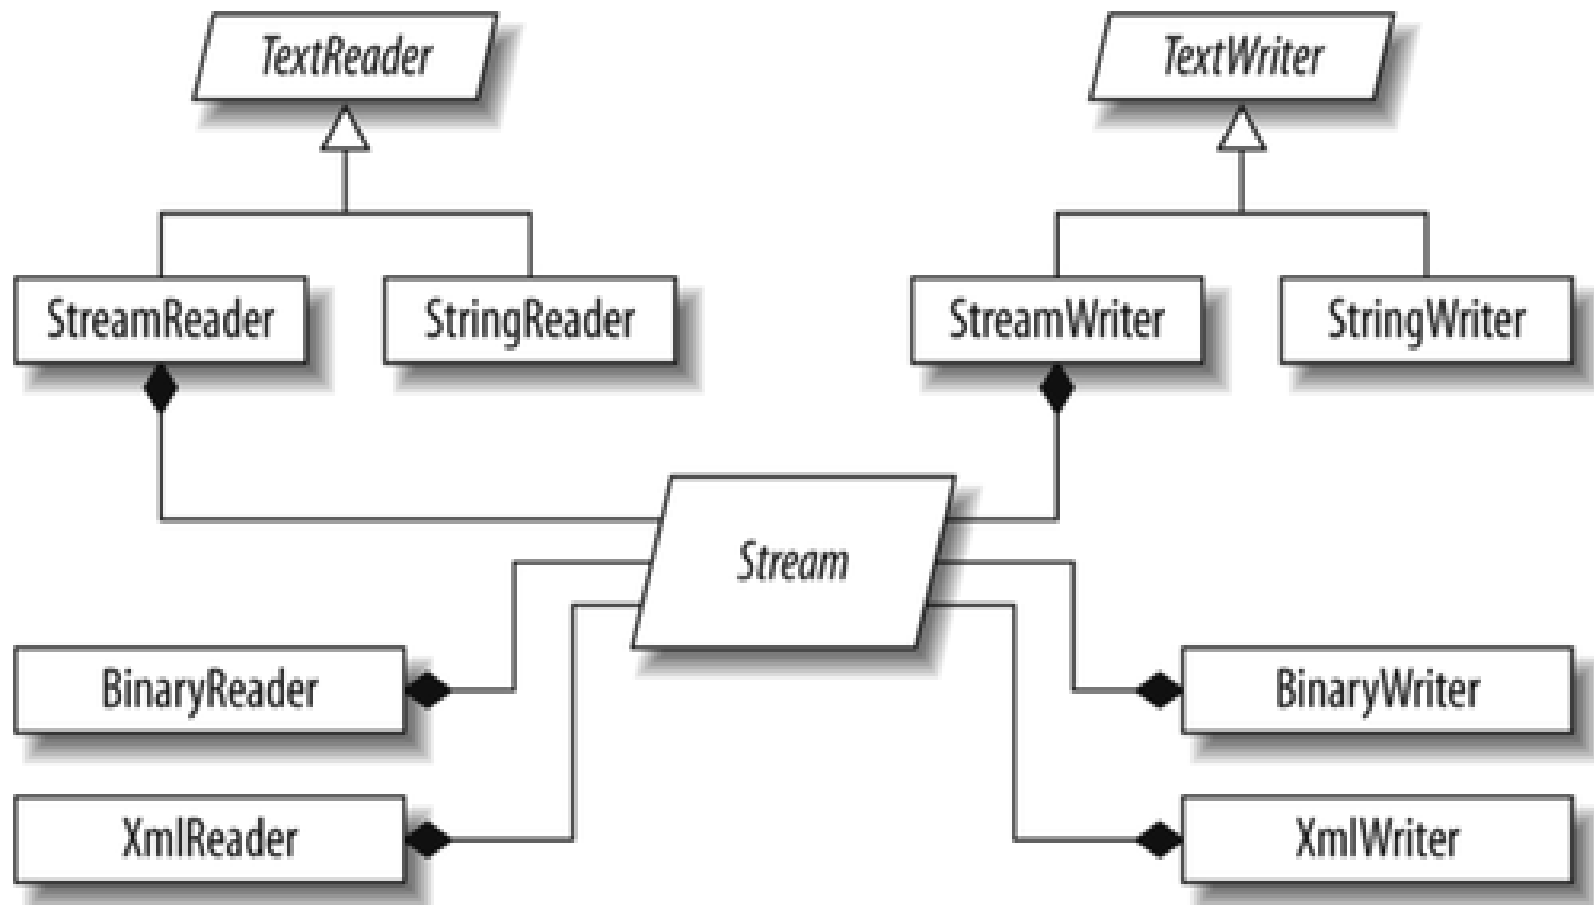 TextReader
TextWriter
StreamReader
StringReader
StreamWriter
StringWriter
Stream
BinaryReader
BinaryWriter
XmlReader
XmlWriter